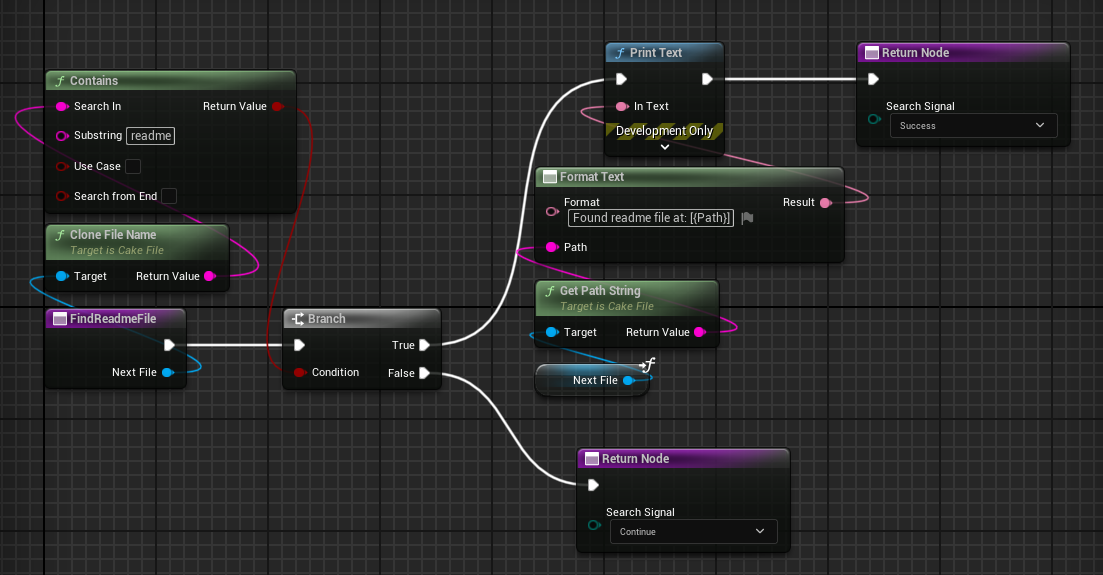 Contains
Search In
Return Value
Substring
readme
Use Case
Search from End
Clone File Name
Target is Cake File
Target
Return Value
FindReadmeFile
Next File
Branch
True
Condition
False
Print Text
In Text
Development Only
Format Text
Format
Found readme file at: [{Path}]
Result
Path
Get Path String
Target is Cake File
Target
Return Value
Next File
Return Node
Search Signal
Success
Return Node
Search Signal
Continue